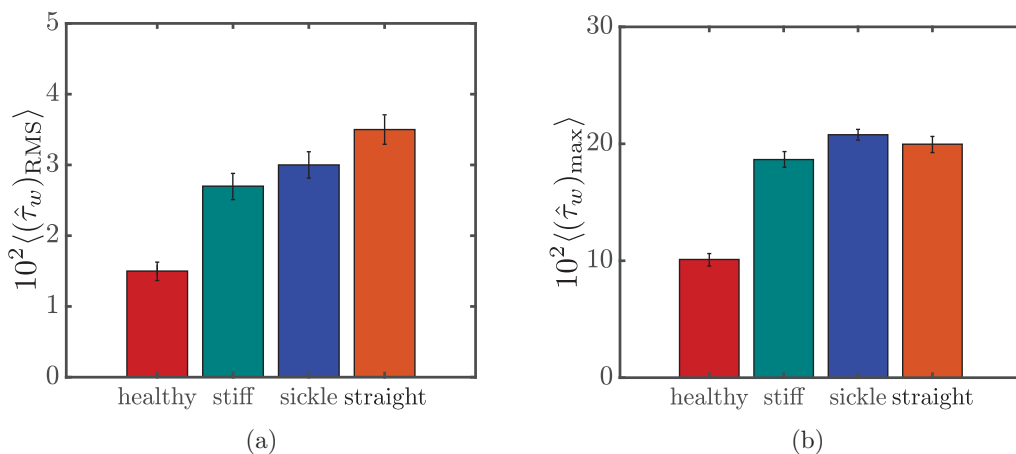 5
4
3
2
1
0
10²⟨(τ̂_w)_RMS⟩
healthy stiff sickle straight
(a)
30
20
10
0
10²⟨(τ̂_w)_max⟩
healthy stiff sickle straight
(b)